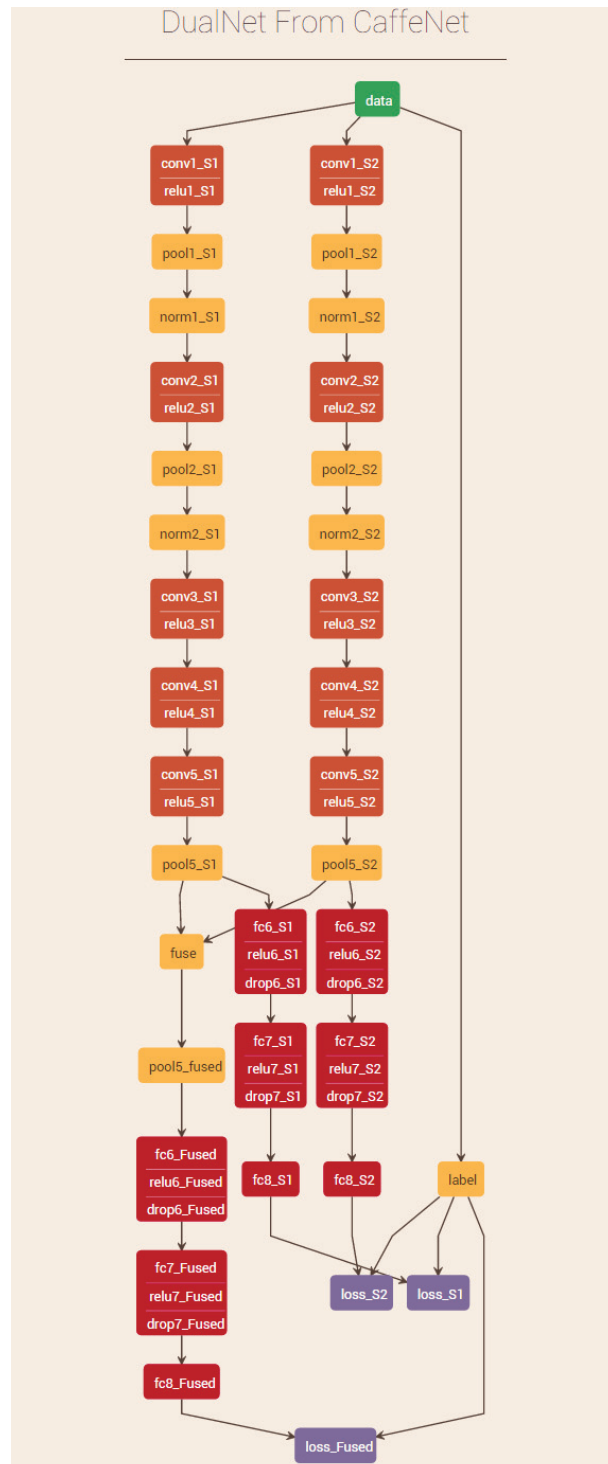 DualNet From CaffeNet
data
conv1_S1
relu1_S1
conv1_S2
relu1_S2
pool1_S1
pool1_S2
norm1_S1
norm1_S2
conv2_S1
relu2_S1
conv2_S2
relu2_S2
pool2_S1
pool2_S2
norm2_S1
norm2_S2
conv3_S1
relu3_S1
conv3_S2
relu3_S2
conv4_S1
relu4_S1
conv4_S2
relu4_S2
conv5_S1
relu5_S1
conv5_S2
relu5_S2
pool5_S1
pool5_S2
fuse
fc6_S1
relu6_S1
drop6_S1
fc6_S2
relu6_S2
drop6_S2
pool5_fused
fc7_S1
relu7_S1
drop7_S1
fc7_S2
relu7_S2
drop7_S2
fc6_Fused
relu6_Fused
drop6_Fused
fc8_S1
fc8_S2
label
fc7_Fused
relu7_Fused
drop7_Fused
loss_S2
loss_S1
fc8_Fused
loss_Fused